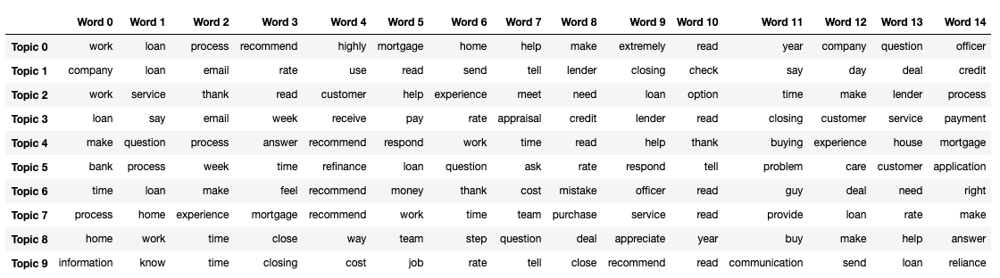 Word 0 Word 1 Word 2 Word 3 Word 4 Word 5 Word 6 Word 7 Word 8 Word 9 Word 10 Word 11 Word 12 Word 13 Word 14
Topic 0 work loan process recommend highly mortgage home help make extremely read year company question officer
Topic 1 company loan email rate use read send tell lender closing check say day deal credit
Topic 2 work service thank read customer help experience meet need loan option time make lender process
Topic 3 loan say email week receive pay rate appraisal credit lender read closing customer service payment
Topic 4 make question process answer recommend respond work time read help thank buying experience house mortgage
Topic 5 bank process week time refinance loan question ask rate respond tell problem care customer application
Topic 6 time loan make feel recommend money thank cost mistake officer read guy deal need right
Topic 7 process home experience mortgage recommend work time team purchase service read provide loan rate make
Topic 8 home work time close way team step question deal appreciate year buy make help answer
Topic 9 information know time closing cost job rate tell close recommend read communication send loan reliance